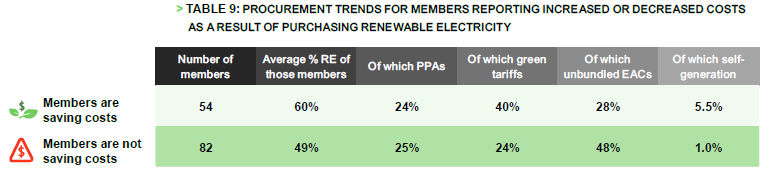 > TABLE 9: PROCUREMENT TRENDS FOR MEMBERS REPORTING INCREASED OR DECREASED COSTS
AS A RESULT OF PURCHASING RENEWABLE ELECTRICITY
Number of members Average % RE of those members Of which PPAs Of which green tariffs Of which unbundled EACs Of which self-generation
Members are saving costs 54 60% 24% 40% 28% 5.5%
Members are not saving costs 82 49% 25% 24% 48% 1.0%